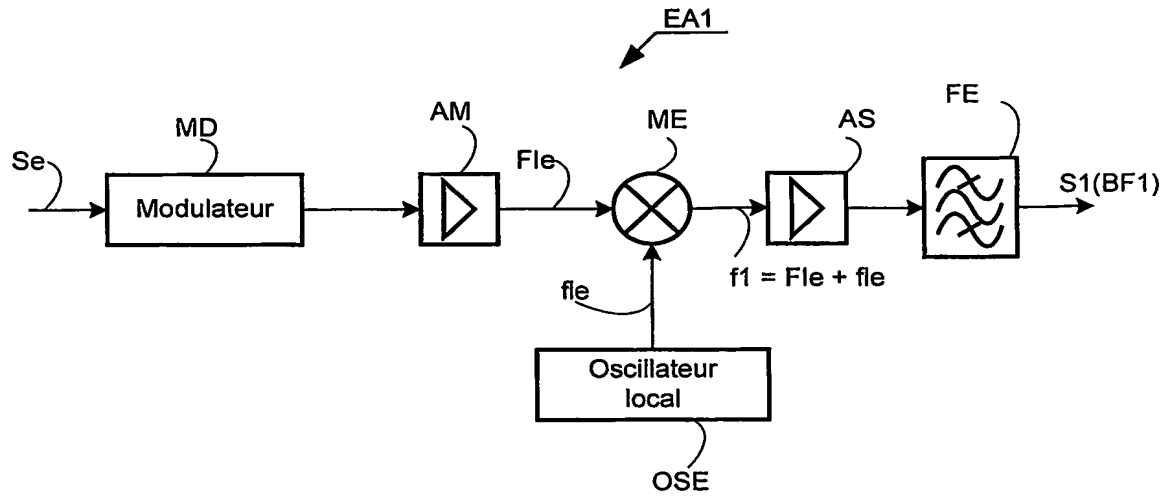 EA1
Se
MD
Modulateur
AM
Fle
ME
AS
FE
S1(BF1)
f1 = Fle + fle
fle
Oscillateur
local
OSE